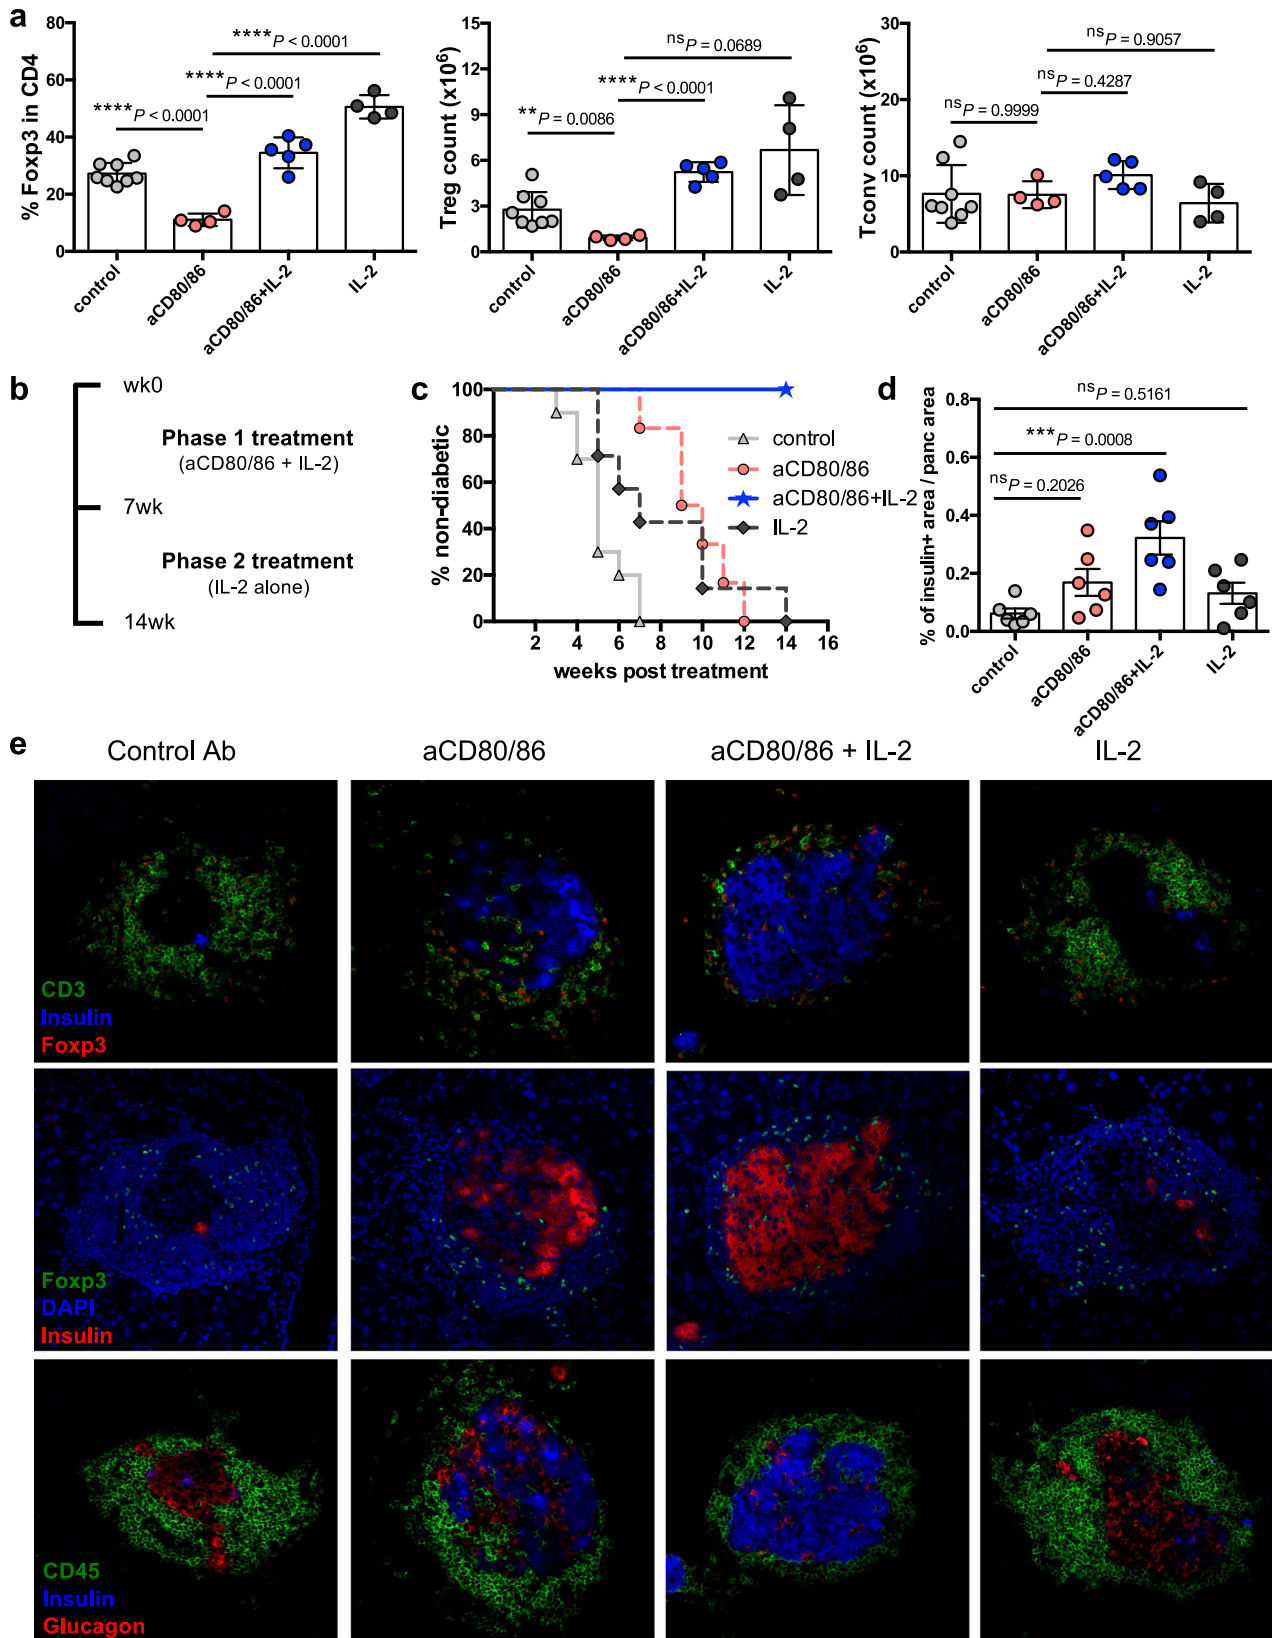 a
% Foxp3 in CD4
80
60
40
20
0
**** P < 0.0001
**** P < 0.0001
**** P < 0.0001
control
aCD80/86
aCD80/86+IL-2
IL-2
Treg count (x10⁶)
15
12
9
6
3
0
ns P = 0.0689
**** P < 0.0001
** P = 0.0086
control
aCD80/86
aCD80/86+IL-2
IL-2
Tconv count (x10⁶)
30
20
10
0
ns P = 0.9057
ns P = 0.4287
ns P = 0.9999
control
aCD80/86
aCD80/86+IL-2
IL-2
b
wk0
Phase 1 treatment
(aCD80/86 + IL-2)
7wk
Phase 2 treatment
(IL-2 alone)
14wk
c
% non-diabetic
100
80
60
40
20
0
2 4 6 8 10 12 14 16
weeks post treatment
control
aCD80/86
aCD80/86+IL-2
IL-2
d
% of insulin+ area / panc area
0.8
0.6
0.4
0.2
0.0
ns P = 0.5161
*** P = 0.0008
ns P = 0.2026
control
aCD80/86
aCD80/86+IL-2
IL-2
e
Control Ab aCD80/86 aCD80/86 + IL-2 IL-2
CD3
Insulin
Foxp3
Foxp3
DAPI
Insulin
CD45
Insulin
Glucagon